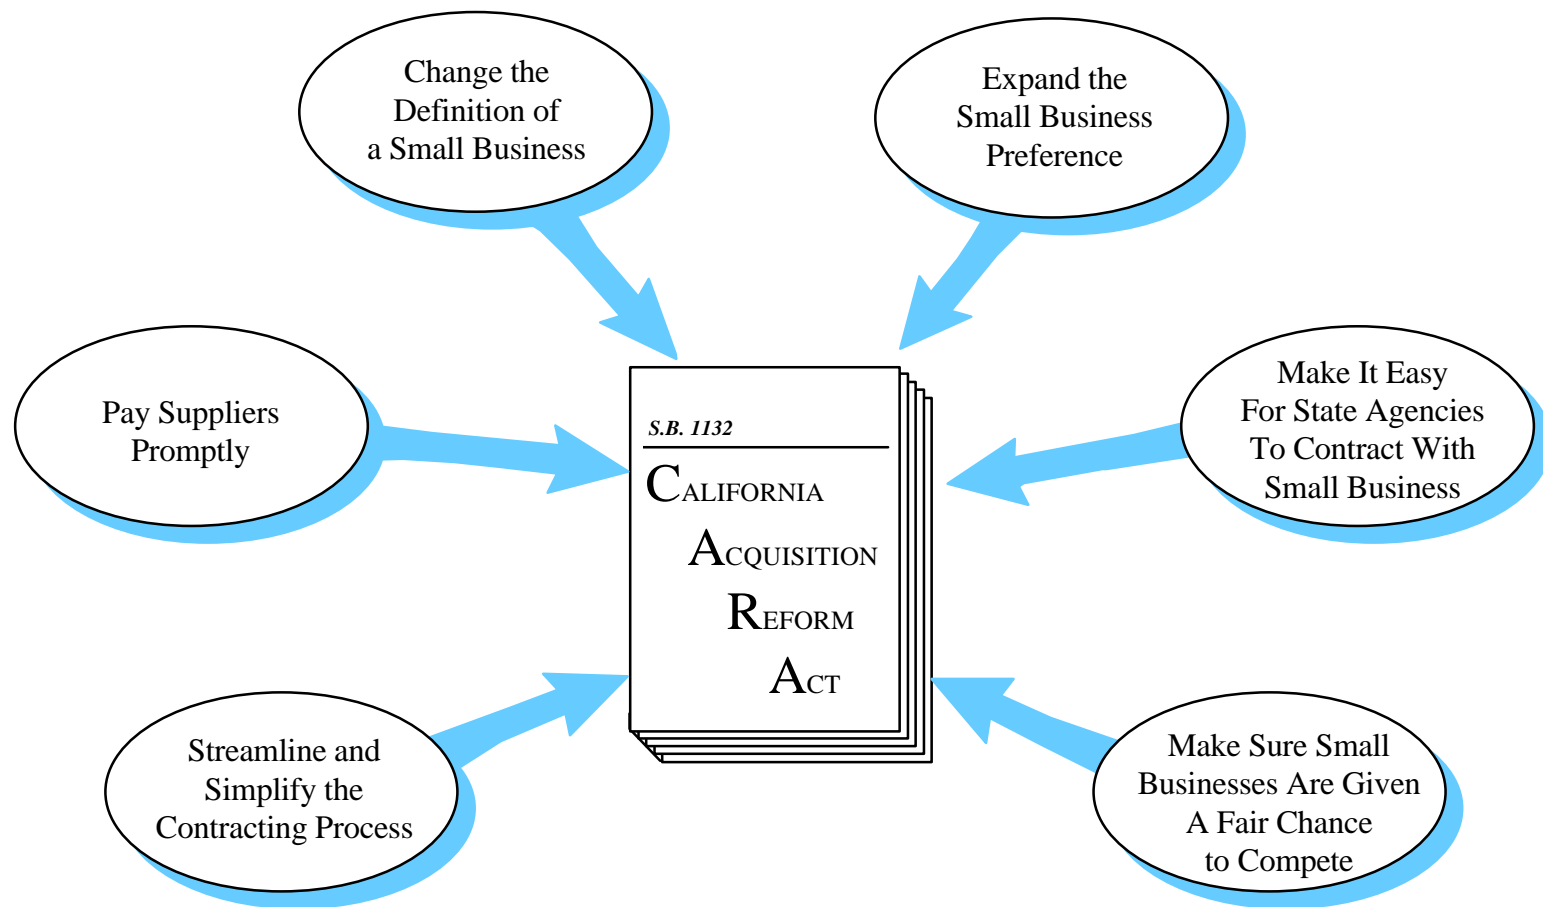 Change the
Definition of
a Small Business
Expand the
Small Business
Preference
Pay Suppliers
Promptly
Make It Easy
For State Agencies
To Contract With
Small Business
S.B. 1132
CALIFORNIA
ACQUISITION
REFORM
ACT
Streamline and
Simplify the
Contracting Process
Make Sure Small
Businesses Are Given
A Fair Chance
to Compete